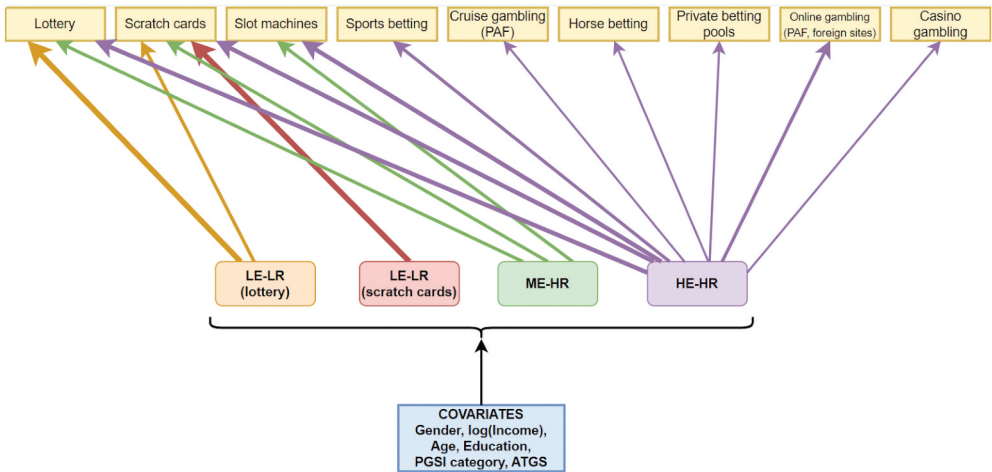 Lottery
Scratch cards
Slot machines
Sports betting
Cruise gambling
(PAF)
Horse betting
Private betting
pools
Online gambling
(PAF, foreign sites)
Casino
gambling
LE-LR
(lottery)
LE-LR
(scratch cards)
ME-HR
HE-HR
COVARIATES
Gender, log(Income),
Age, Education,
PGSI category, ATGS